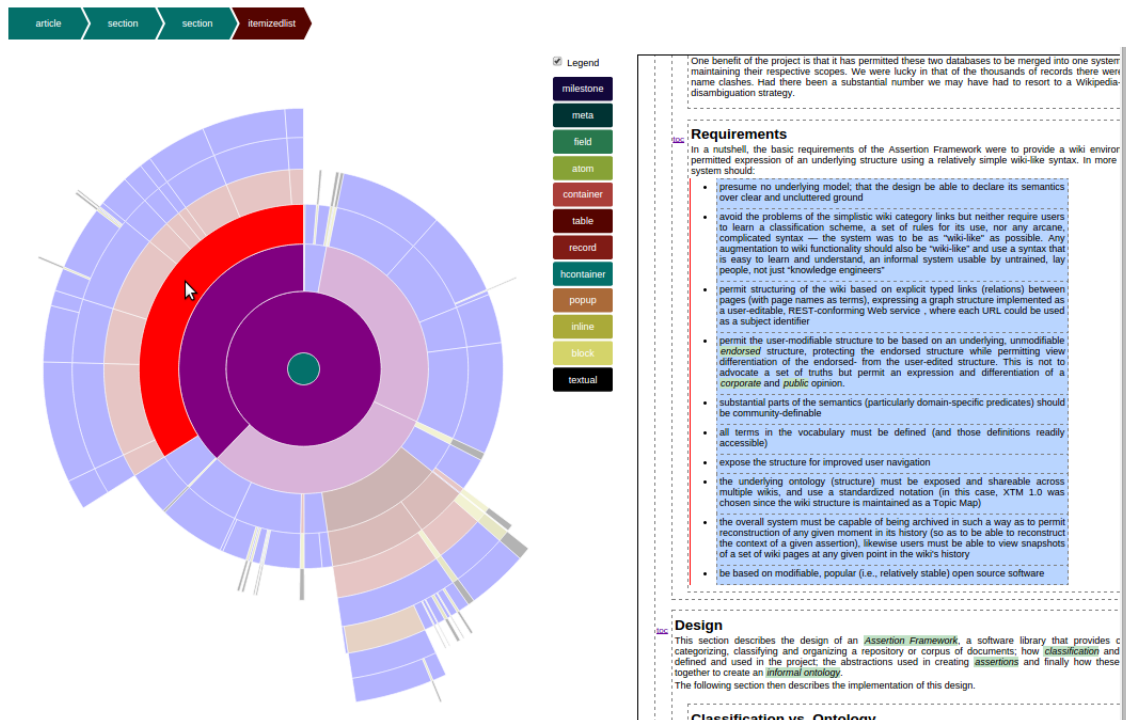 article section section itemizedlist
Legend
milestone
meta
field
atom
container
table
record
hcontainer
popup
inline
block
textual
One benefit of the project is that it has permitted these two databases to be merged into one system
maintaining their respective scopes. We were lucky in that of the thousands of records there were
name clashes. Had there been a substantial number we may have had to resort to a Wikipedia-
disambiguation strategy.
toc
Requirements
In a nutshell, the basic requirements of the Assertion Framework were to provide a wiki environ
permitted expression of an underlying structure using a relatively simple wiki-like syntax. In more
system should:
• presume no underlying model; that the design be able to declare its semantics
over clear and uncluttered ground
• avoid the problems of the simplistic wiki category links but neither require users
to learn a classification scheme, a set of rules for its use, nor any arcane,
complicated syntax — the system was to be as "wiki-like" as possible. Any
augmentation to wiki functionality should also be “wiki-like” and use a syntax that
is easy to learn and understand, an informal system usable by untrained, lay
people, not just “knowledge engineers”
• permit structuring of the wiki based on explicit typed links (relations) between
pages (with page names as terms), expressing a graph structure implemented as
a user-editable, REST-conforming Web service , where each URL could be used
as a subject identifier
• permit the user-modifiable structure to be based on an underlying, unmodifiable
endorsed structure, protecting the endorsed structure while permitting view
differentiation of the endorsed- from the user-edited structure. This is not to
advocate a set of truths but permit an expression and differentiation of a
corporate and public opinion.
• substantial parts of the semantics (particularly domain-specific predicates) should
be community-definable
• all terms in the vocabulary must be defined (and those definitions readily
accessible)
• expose the structure for improved user navigation
• the underlying ontology (structure) must be exposed and shareable across
multiple wikis, and use a standardized notation (in this case, XTM 1.0 was
chosen since the wiki structure is maintained as a Topic Map)
• the overall system must be capable of being archived in such a way as to permit
reconstruction of any given moment in its history (so as to be able to reconstruct
the context of a given assertion), likewise users must be able to view snapshots
of a set of wiki pages at any given point in the wiki's history
• be based on modifiable, popular (i.e., relatively stable) open source software
toc
Design
This section describes the design of an Assertion Framework, a software library that provides c
categorizing, classifying and organizing a repository or corpus of documents; how classification and
defined and used in the project; the abstractions used in creating assertions and finally how these
together to create an informal ontology.
The following section then describes the implementation of this design.
Classification vs. Ontology